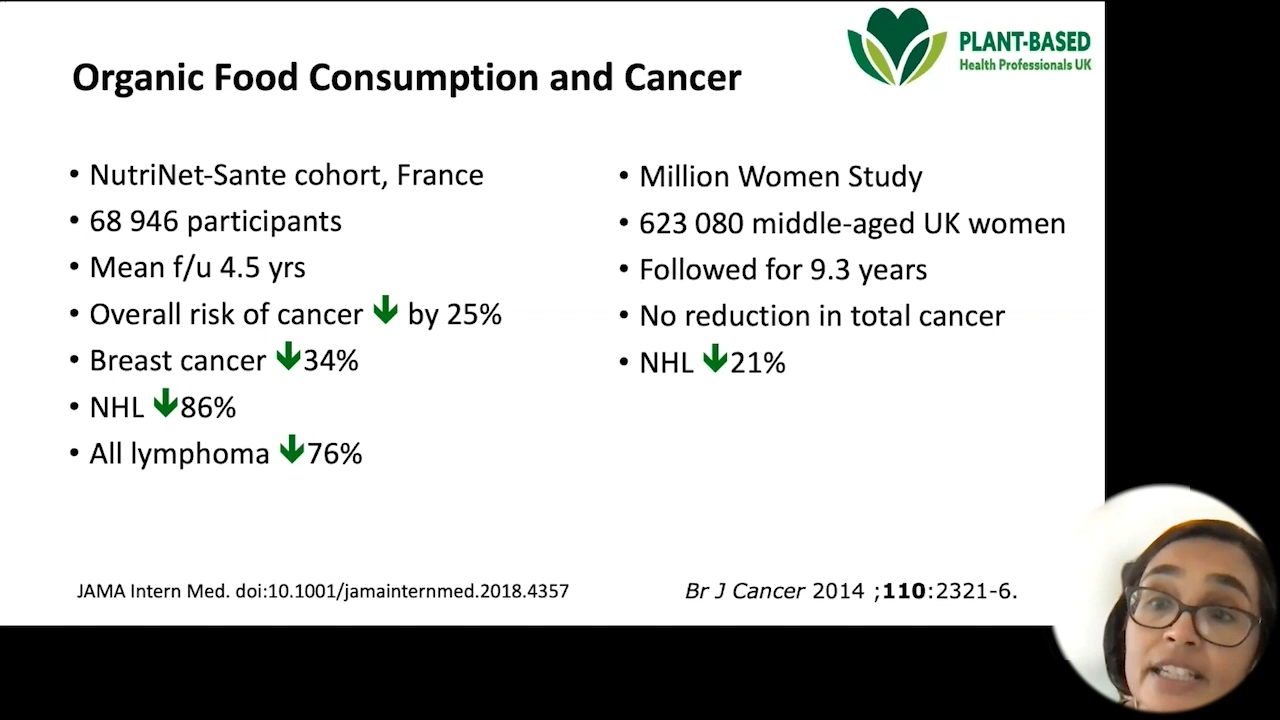 PLANT-BASED
Health Professionals UK
Organic Food Consumption and Cancer
• NutriNet-Sante cohort, France
• 68 946 participants
• Mean f/u 4.5 yrs
• Overall risk of cancer ↓ by 25%
• Breast cancer ↓34%
• NHL ↓86%
• All lymphoma ↓76%
• Million Women Study
• 623 080 middle-aged UK women
• Followed for 9.3 years
• No reduction in total cancer
• NHL ↓21%
JAMA Intern Med. doi:10.1001/jamainternmed.2018.4357
Br J Cancer 2014 ;110:2321-6.